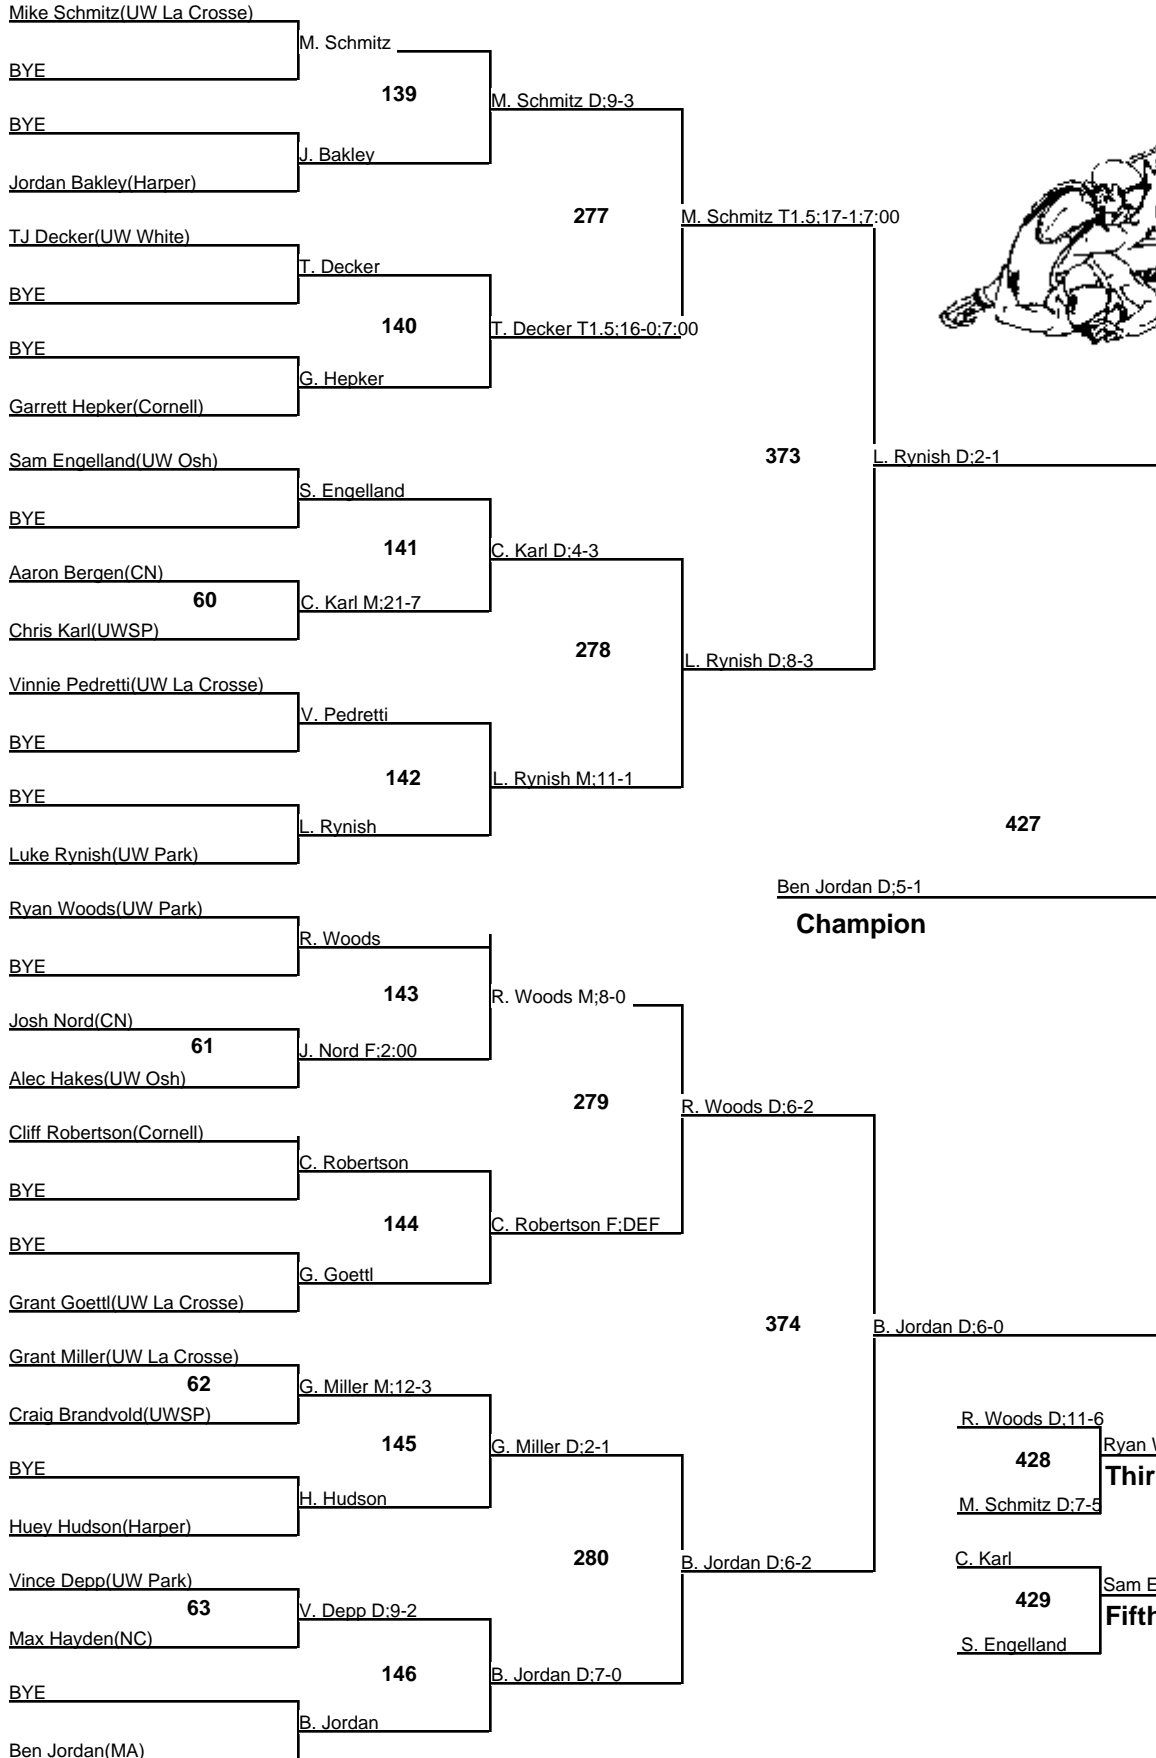 Mike Schmitz(UW La Crosse)
M. Schmitz
BYE
139
M. Schmitz D;9-3
BYE
J. Bakley
Jordan Bakley(Harper)
277
M. Schmitz T1.5;17-1;7:00
TJ Decker(UW White)
T. Decker
BYE
140
T. Decker T1.5;16-0;7:00
BYE
G. Hepker
Garrett Hepker(Cornell)
373
L. Rynish D;2-1
Sam Engelland(UW Osh)
S. Engelland
BYE
141
C. Karl D;4-3
Aaron Bergen(CN)
60
C. Karl M;21-7
Chris Karl(UWSP)
278
L. Rynish D;8-3
Vinnie Pedretti(UW La Crosse)
V. Pedretti
BYE
142
L. Rynish M;11-1
BYE
L. Rynish
Luke Rynish(UW Park)
427
Ben Jordan D;5-1
Champion
Ryan Woods(UW Park)
R. Woods
BYE
143
R. Woods M;8-0
Josh Nord(CN)
61
J. Nord F;2:00
Alec Hakes(UW Osh)
279
R. Woods D;6-2
Cliff Robertson(Cornell)
C. Robertson
BYE
144
C. Robertson F;DEF
BYE
G. Goettl
Grant Goettl(UW La Crosse)
374
B. Jordan D;6-0
Grant Miller(UW La Crosse)
62
G. Miller M;12-3
Craig Brandvold(UWSP)
145
G. Miller D;2-1
BYE
H. Hudson
Huey Hudson(Harper)
280
B. Jordan D;6-2
Vince Depp(UW Park)
63
V. Depp D;9-2
Max Hayden(NC)
146
B. Jordan D;7-0
BYE
B. Jordan
Ben Jordan(MA)
R. Woods D;11-6
428
Ryan
Thir
M. Schmitz D;7-5
C. Karl
429
Sam E
Fifth
S. Engelland